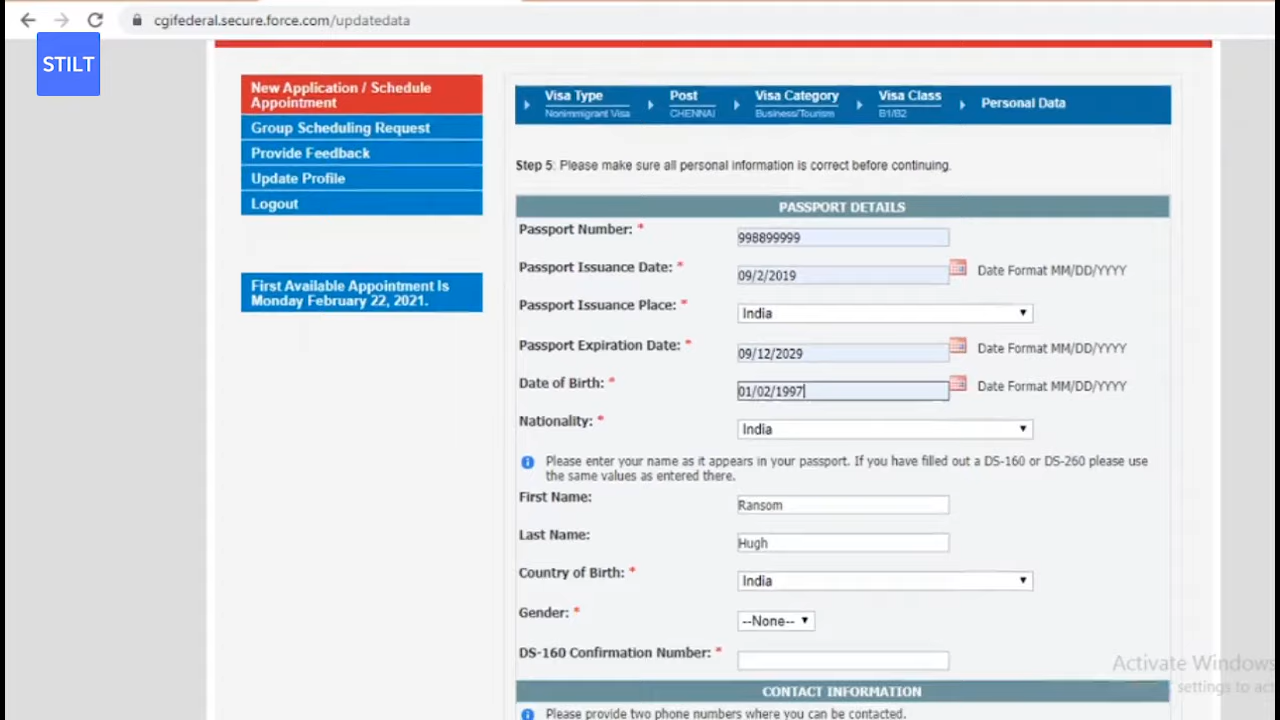 cgifederal.secure.force.com/updatedata
STILT
New Application / Schedule
Appointment
Group Scheduling Request
Provide Feedback
Update Profile
Logout
First Available Appointment Is
Monday February 22, 2021.
Visa Type
Nonimmigrant Visa
Post
CHENNAI
Visa Category
Business/Tourism
Visa Class
B1/B2
Personal Data
Step 5: Please make sure all personal information is correct before continuing.
PASSPORT DETAILS
Passport Number: *
998899999
Passport Issuance Date: *
09/2/2019
Date Format MM/DD/YYYY
Passport Issuance Place: *
India
Passport Expiration Date: *
09/12/2029
Date Format MM/DD/YYYY
Date of Birth: *
01/02/1997
Date Format MM/DD/YYYY
Nationality: *
India
Please enter your name as it appears in your passport. If you have filled out a DS-160 or DS-260 please use
the same values as entered there.
First Name:
Ransom
Last Name:
Hugh
Country of Birth: *
India
Gender: *
--None--
DS-160 Confirmation Number: *
CONTACT INFORMATION
Please provide two phone numbers where you can be contacted.
Activate Windows
settings to act